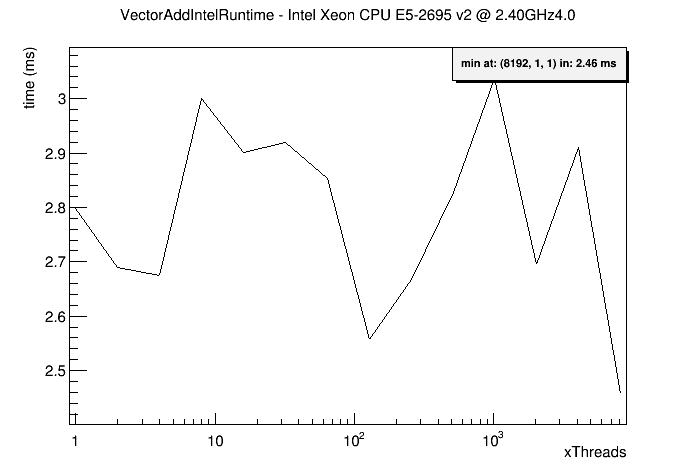 VectorAddIntelRuntime - Intel Xeon CPU E5-2695 v2 @ 2.40GHz4.0
time (ms)
min at: (8192, 1, 1) in: 2.46 ms
3
2.9
2.8
2.7
2.6
2.5
1 10 10² 10³
xThreads